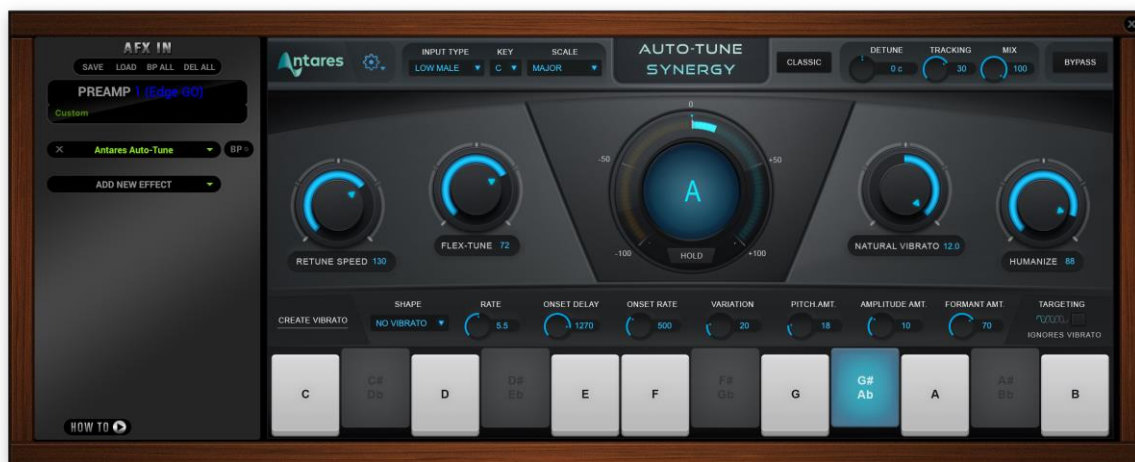 AFX IN
SAVE LOAD BP ALL DEL ALL
PREAMP 1 (Edge GO)
Custom
Antares Auto-Tune BP
ADD NEW EFFECT
HOW TO
Antares
INPUT TYPE KEY SCALE
LOW MALE C MAJOR
AUTO-TUNE
SYNERGY
CLASSIC
DETUNE TRACKING MIX
0 c 30 100
BYPASS
0
-50 +50
A
-100 +100
HOLD
RETUNE SPEED 130
FLEX-TUNE 72
NATURAL VIBRATO 12.0
HUMANIZE 88
CREATE VIBRATO
SHAPE RATE ONSET DELAY ONSET RATE VARIATION PITCH AMT. AMPLITUDE AMT. FORMANT AMT. TARGETING
NO VIBRATO 5.5 1270 500 20 18 10 70
IGNORES VIBRATO
C# D# F# G# A#
Db Eb Gb Ab Bb
C D E F G A B